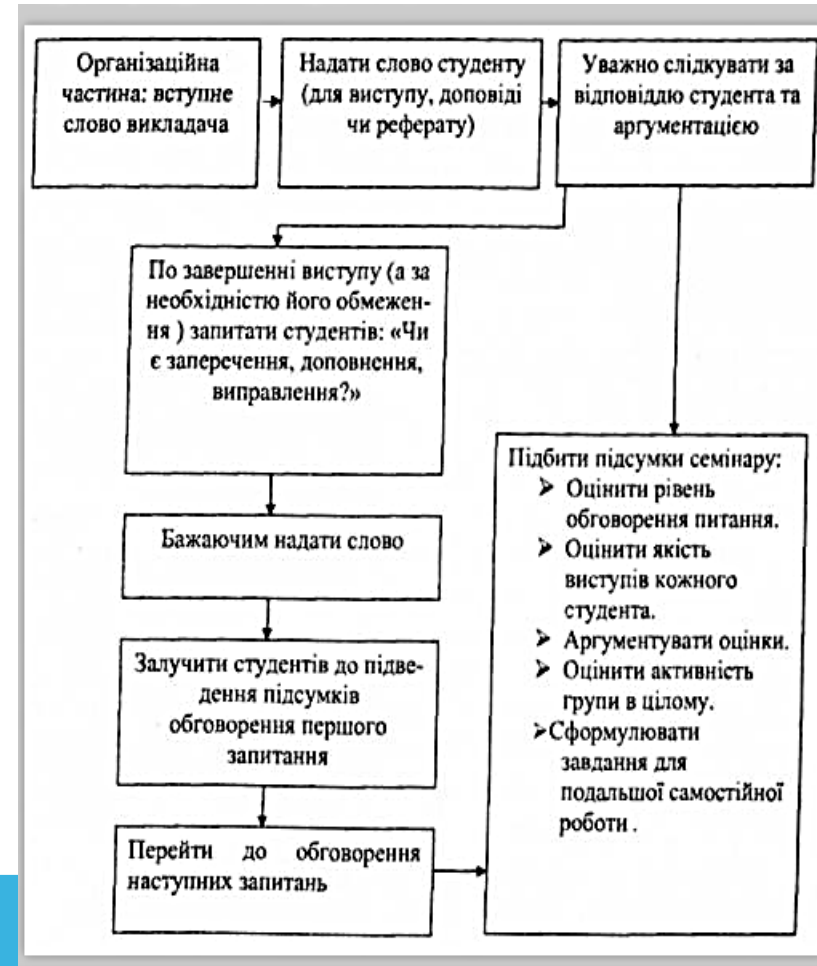 Організаційна
частина: вступне
слово викладача
Надати слово студенту
(для виступу, доповіді
чи реферату)
Уважно слідкувати за
відповіддю студента та
аргументацією
По завершенні виступу (а за
необхідністю його обмежен-
ня ) запитати студентів: «Чи
є заперечення, доповнення,
виправлення?»
Бажаючим надати слово
Залучити студентів до підве-
дення підсумків
обговорення першого
запитання
Перейти до обговорення
наступних запитань
Підбити підсумки семінару:
➢ Оцінити рівень
обговорення питання.
➢ Оцінити якість
виступів кожного
студента.
➢ Аргументувати оцінки.
➢ Оцінити активність
групи в цілому.
➢Сформулювати
завдання для
подальшої самостійної
роботи .